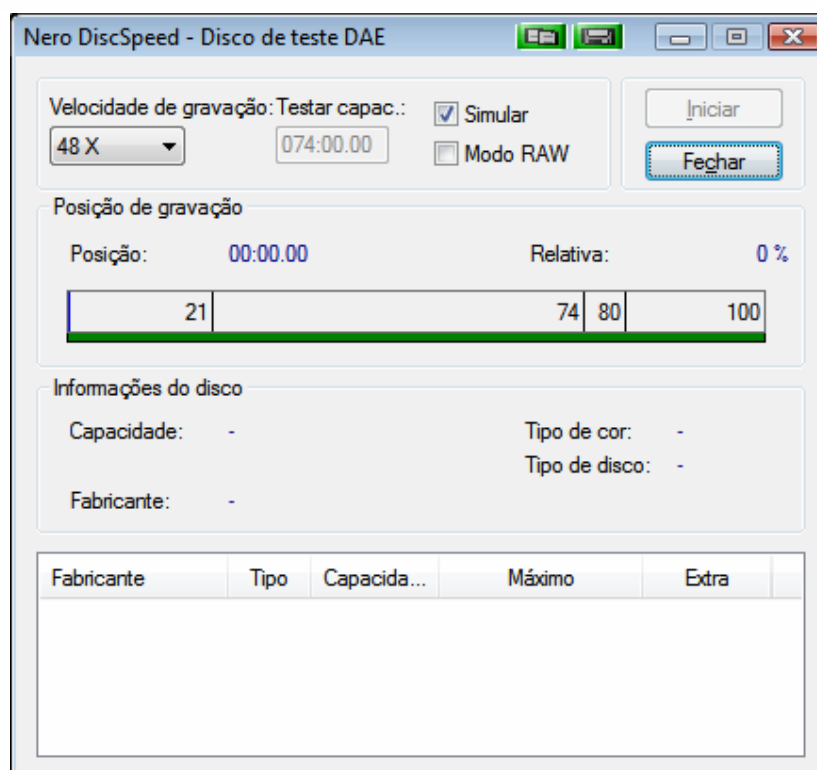 Nero DiscSpeed - Disco de teste DAE
Velocidade de gravação: Testar capac.:
48 X
074:00.00
Simular
Modo RAW
Iniciar
Fechar
Posição de gravação
Posição: 00:00.00 Relativa: 0 %
21 74 80 100
Informações do disco
Capacidade: - Tipo de cor: -
Tipo de disco: -
Fabricante: -
Fabricante Tipo Capacida... Máximo Extra